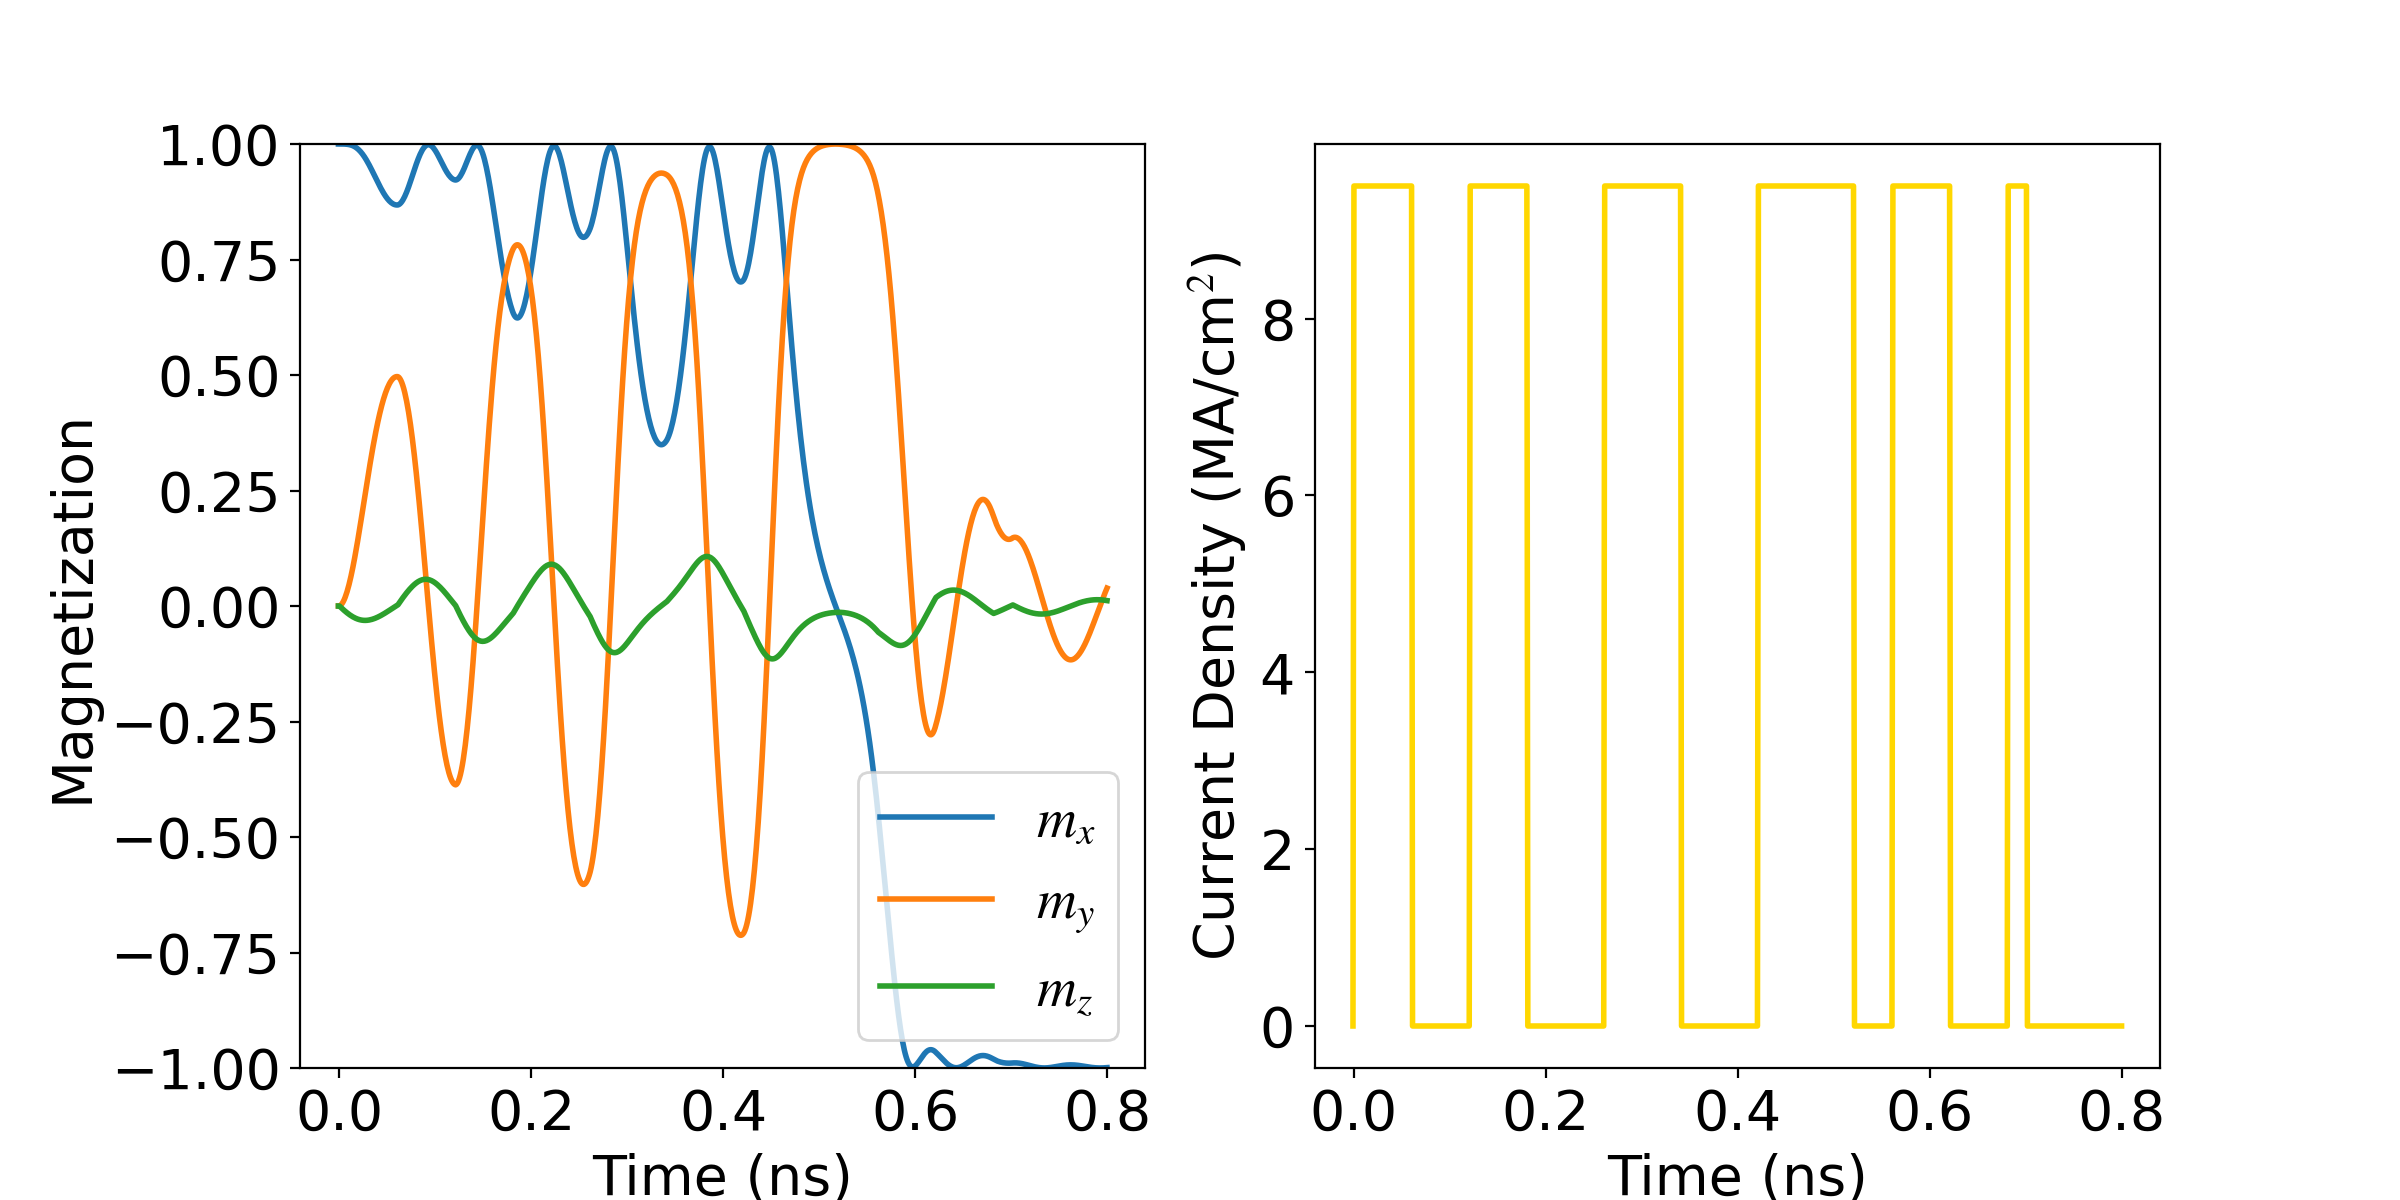 Magnetization
1.00
0.75
0.50
0.25
0.00
−0.25
−0.50
−0.75
−1.00
0.0 0.2 0.4 0.6 0.8
Time (ns)
m_x
m_y
m_z
Current Density (MA/cm²)
8
6
4
2
0
0.0 0.2 0.4 0.6 0.8
Time (ns)